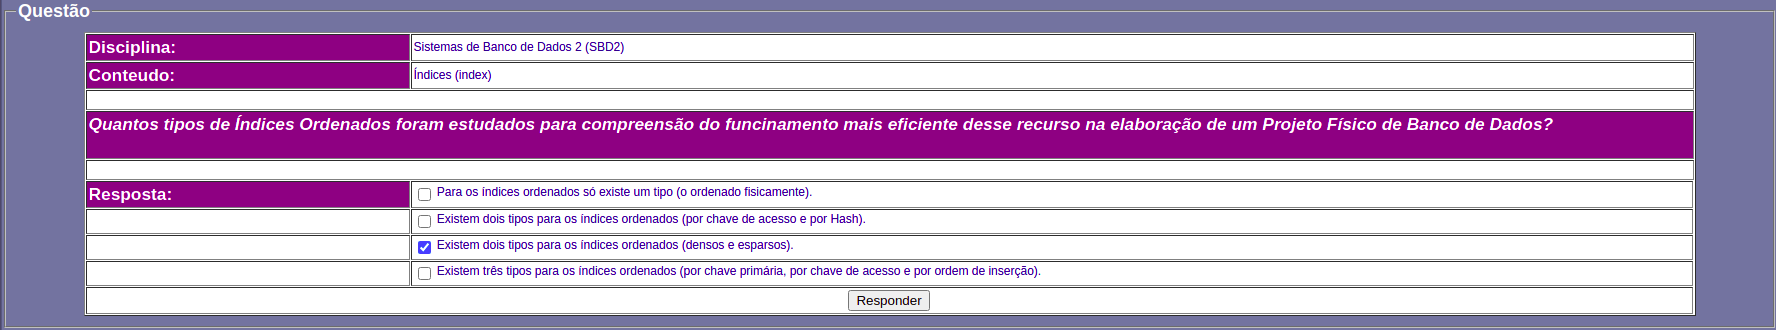 Questão
Disciplina: Sistemas de Banco de Dados 2 (SBD2)
Conteudo: Índices (index)
Quantos tipos de Índices Ordenados foram estudados para compreensão do funcinamento mais eficiente desse recurso na elaboração de um Projeto Físico de Banco de Dados?
Resposta: Para os índices ordenados só existe um tipo (o ordenado fisicamente).
Existem dois tipos para os índices ordenados (por chave de acesso e por Hash).
Existem dois tipos para os índices ordenados (densos e esparsos).
Existem três tipos para os índices ordenados (por chave primária, por chave de acesso e por ordem de inserção).
Responder